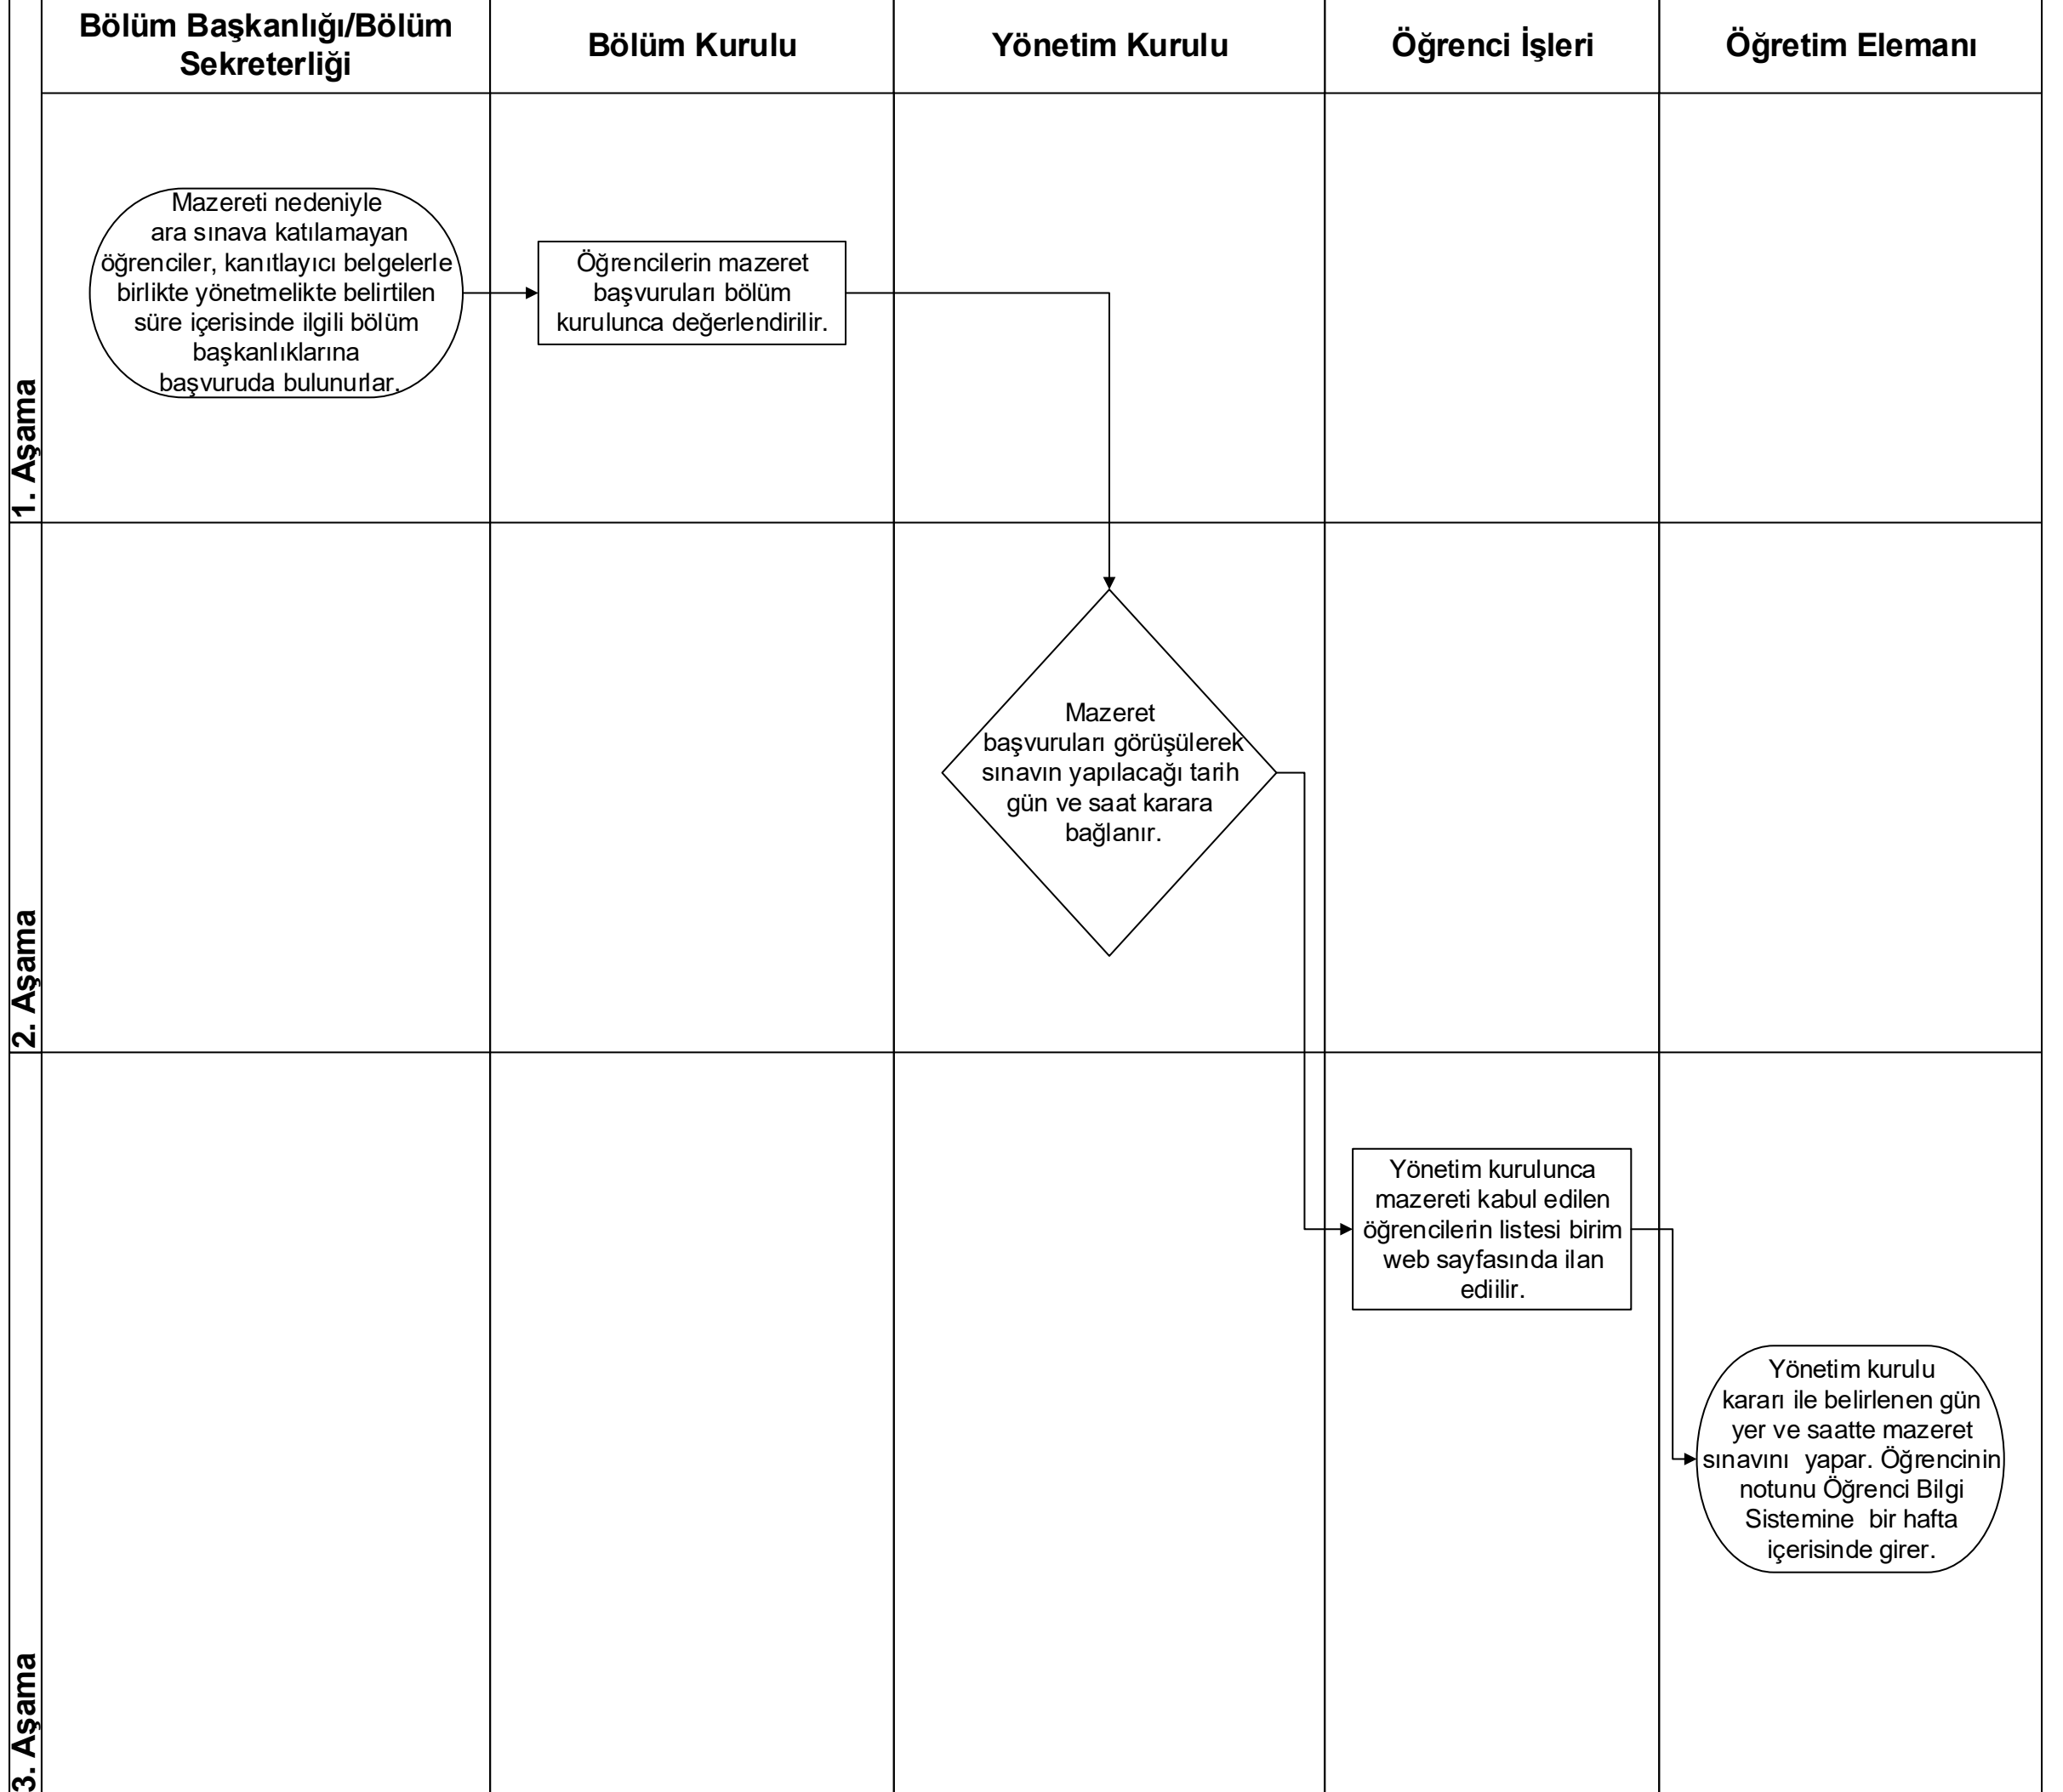 Bölüm Başkanlığı/Bölüm
Sekreterliği
Bölüm Kurulu
Yönetim Kurulu
Öğrenci İşleri
Öğretim Elemanı
1. Aşama
Mazereti nedeniyle
ara sınava katılamayan
öğrenciler, kanıtlayıcı belgelerle
birlikte yönetmelikte belirtilen
süre içerisinde ilgili bölüm
başkanlıklarına
başvuruda bulunurlar.
Öğrencilerin mazeret
başvuruları bölüm
kurulunca değerlendirilir.
2. Aşama
Mazeret
başvuruları görüşülerek
sınavın yapılacağı tarih
gün ve saat karara
bağlanır.
3. Aşama
Yönetim kurulunca
mazereti kabul edilen
öğrencilerin listesi birim
web sayfasında ilan
ediilir.
Yönetim kurulu
kararı ile belirlenen gün
yer ve saatte mazeret
sınavını  yapar. Öğrencinin
notunu Öğrenci Bilgi
Sistemine  bir hafta
içerisinde girer.